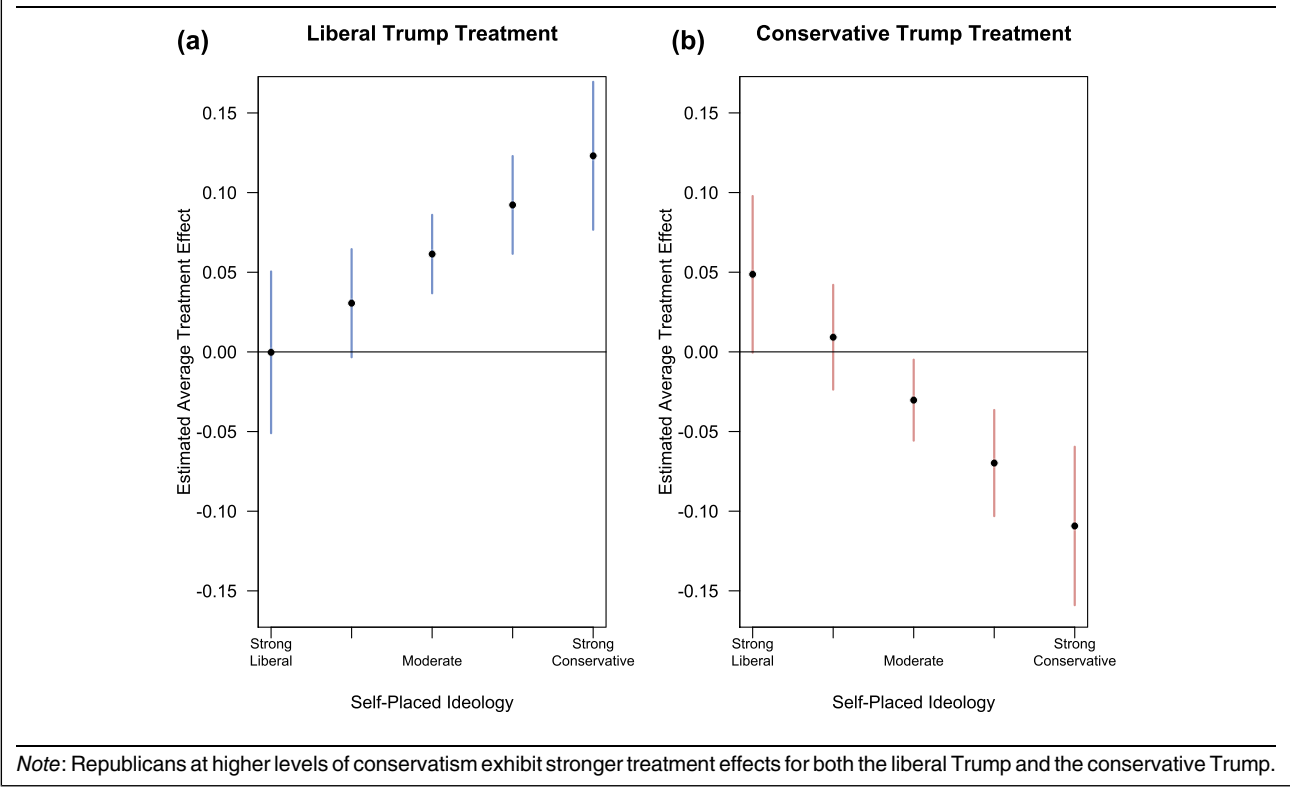 (a)
Liberal Trump Treatment
Estimated Average Treatment Effect
0.15
0.10
0.05
0.00
-0.05
-0.10
-0.15
Strong
Liberal
Moderate
Strong
Conservative
Self-Placed Ideology
(b)
Conservative Trump Treatment
Estimated Average Treatment Effect
0.15
0.10
0.05
0.00
-0.05
-0.10
-0.15
Strong
Liberal
Moderate
Strong
Conservative
Self-Placed Ideology
Note: Republicans at higher levels of conservatism exhibit stronger treatment effects for both the liberal Trump and the conservative Trump.